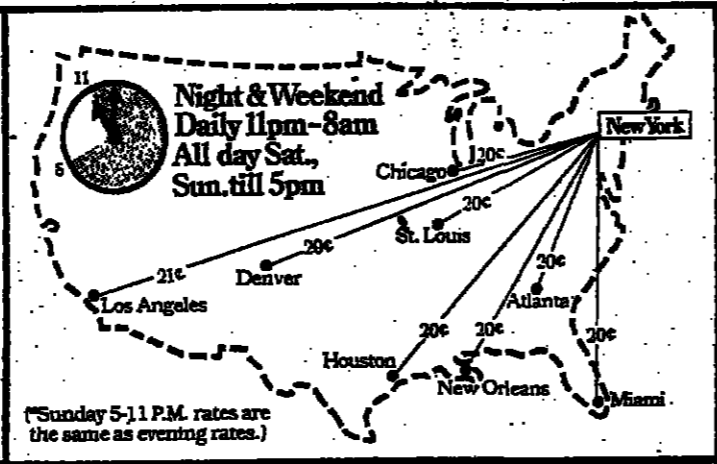 11
5
Night & Weekend
Daily 11pm-8am
All day Sat.,
Sun. till 5pm
New York
Chicago
20¢
20¢
St. Louis
20¢
Denver
21¢
Los Angeles
20¢
Atlanta
20¢
20¢
20¢
Houston
New Orleans
Miami
(*Sunday 5-11 P.M. rates are
the same as evening rates.)